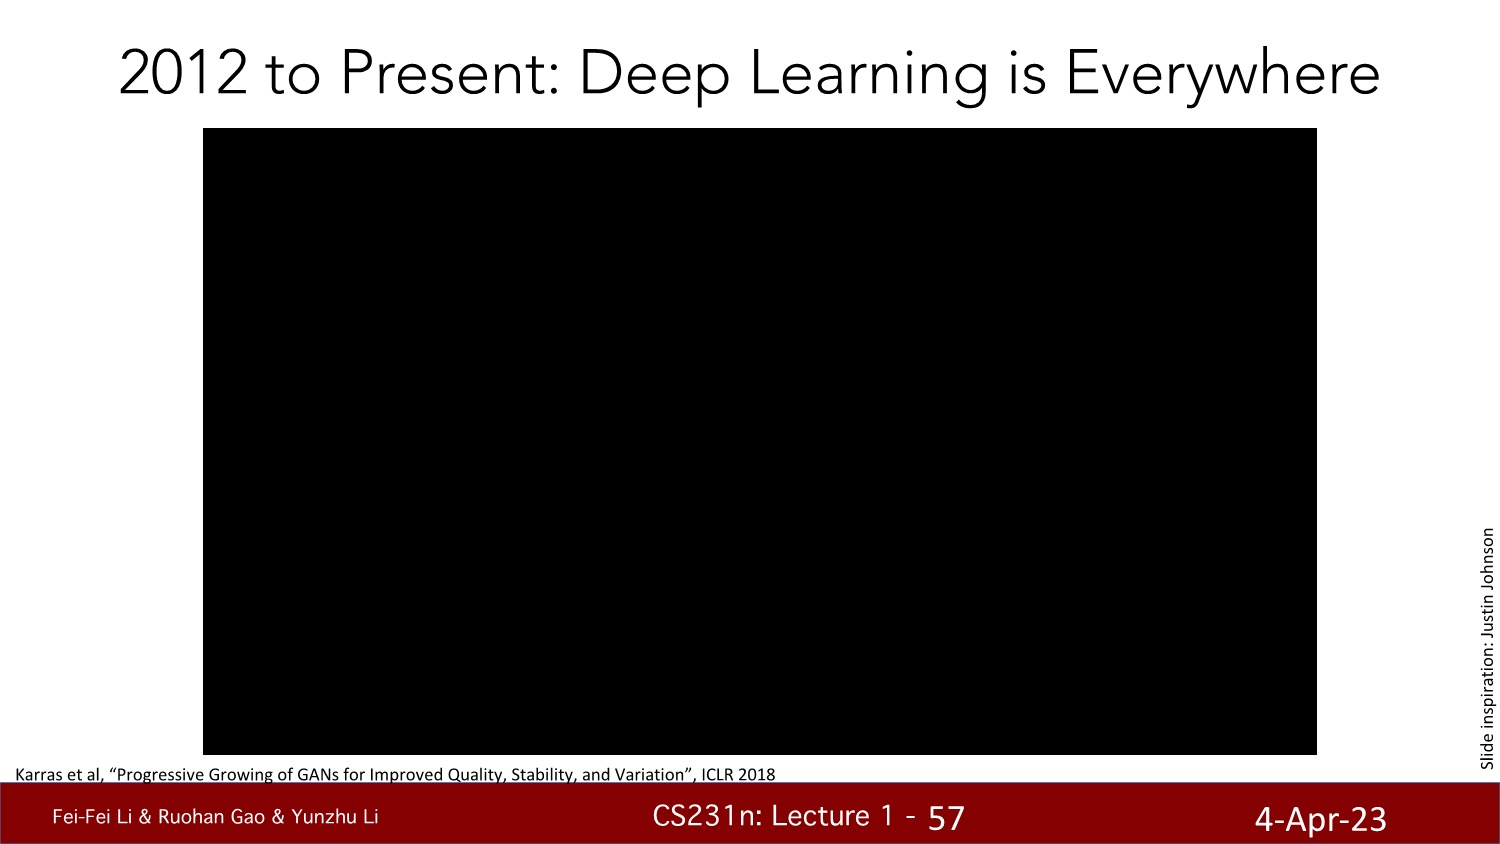 2012 to Present: Deep Learning is Everywhere
Slide inspiration: Justin Johnson
Karras et al, “Progressive Growing of GANs for Improved Quality, Stability, and Variation”, ICLR 2018
Fei-Fei Li & Ruohan Gao & Yunzhu Li
CS231n: Lecture 1 - 57
4-Apr-23